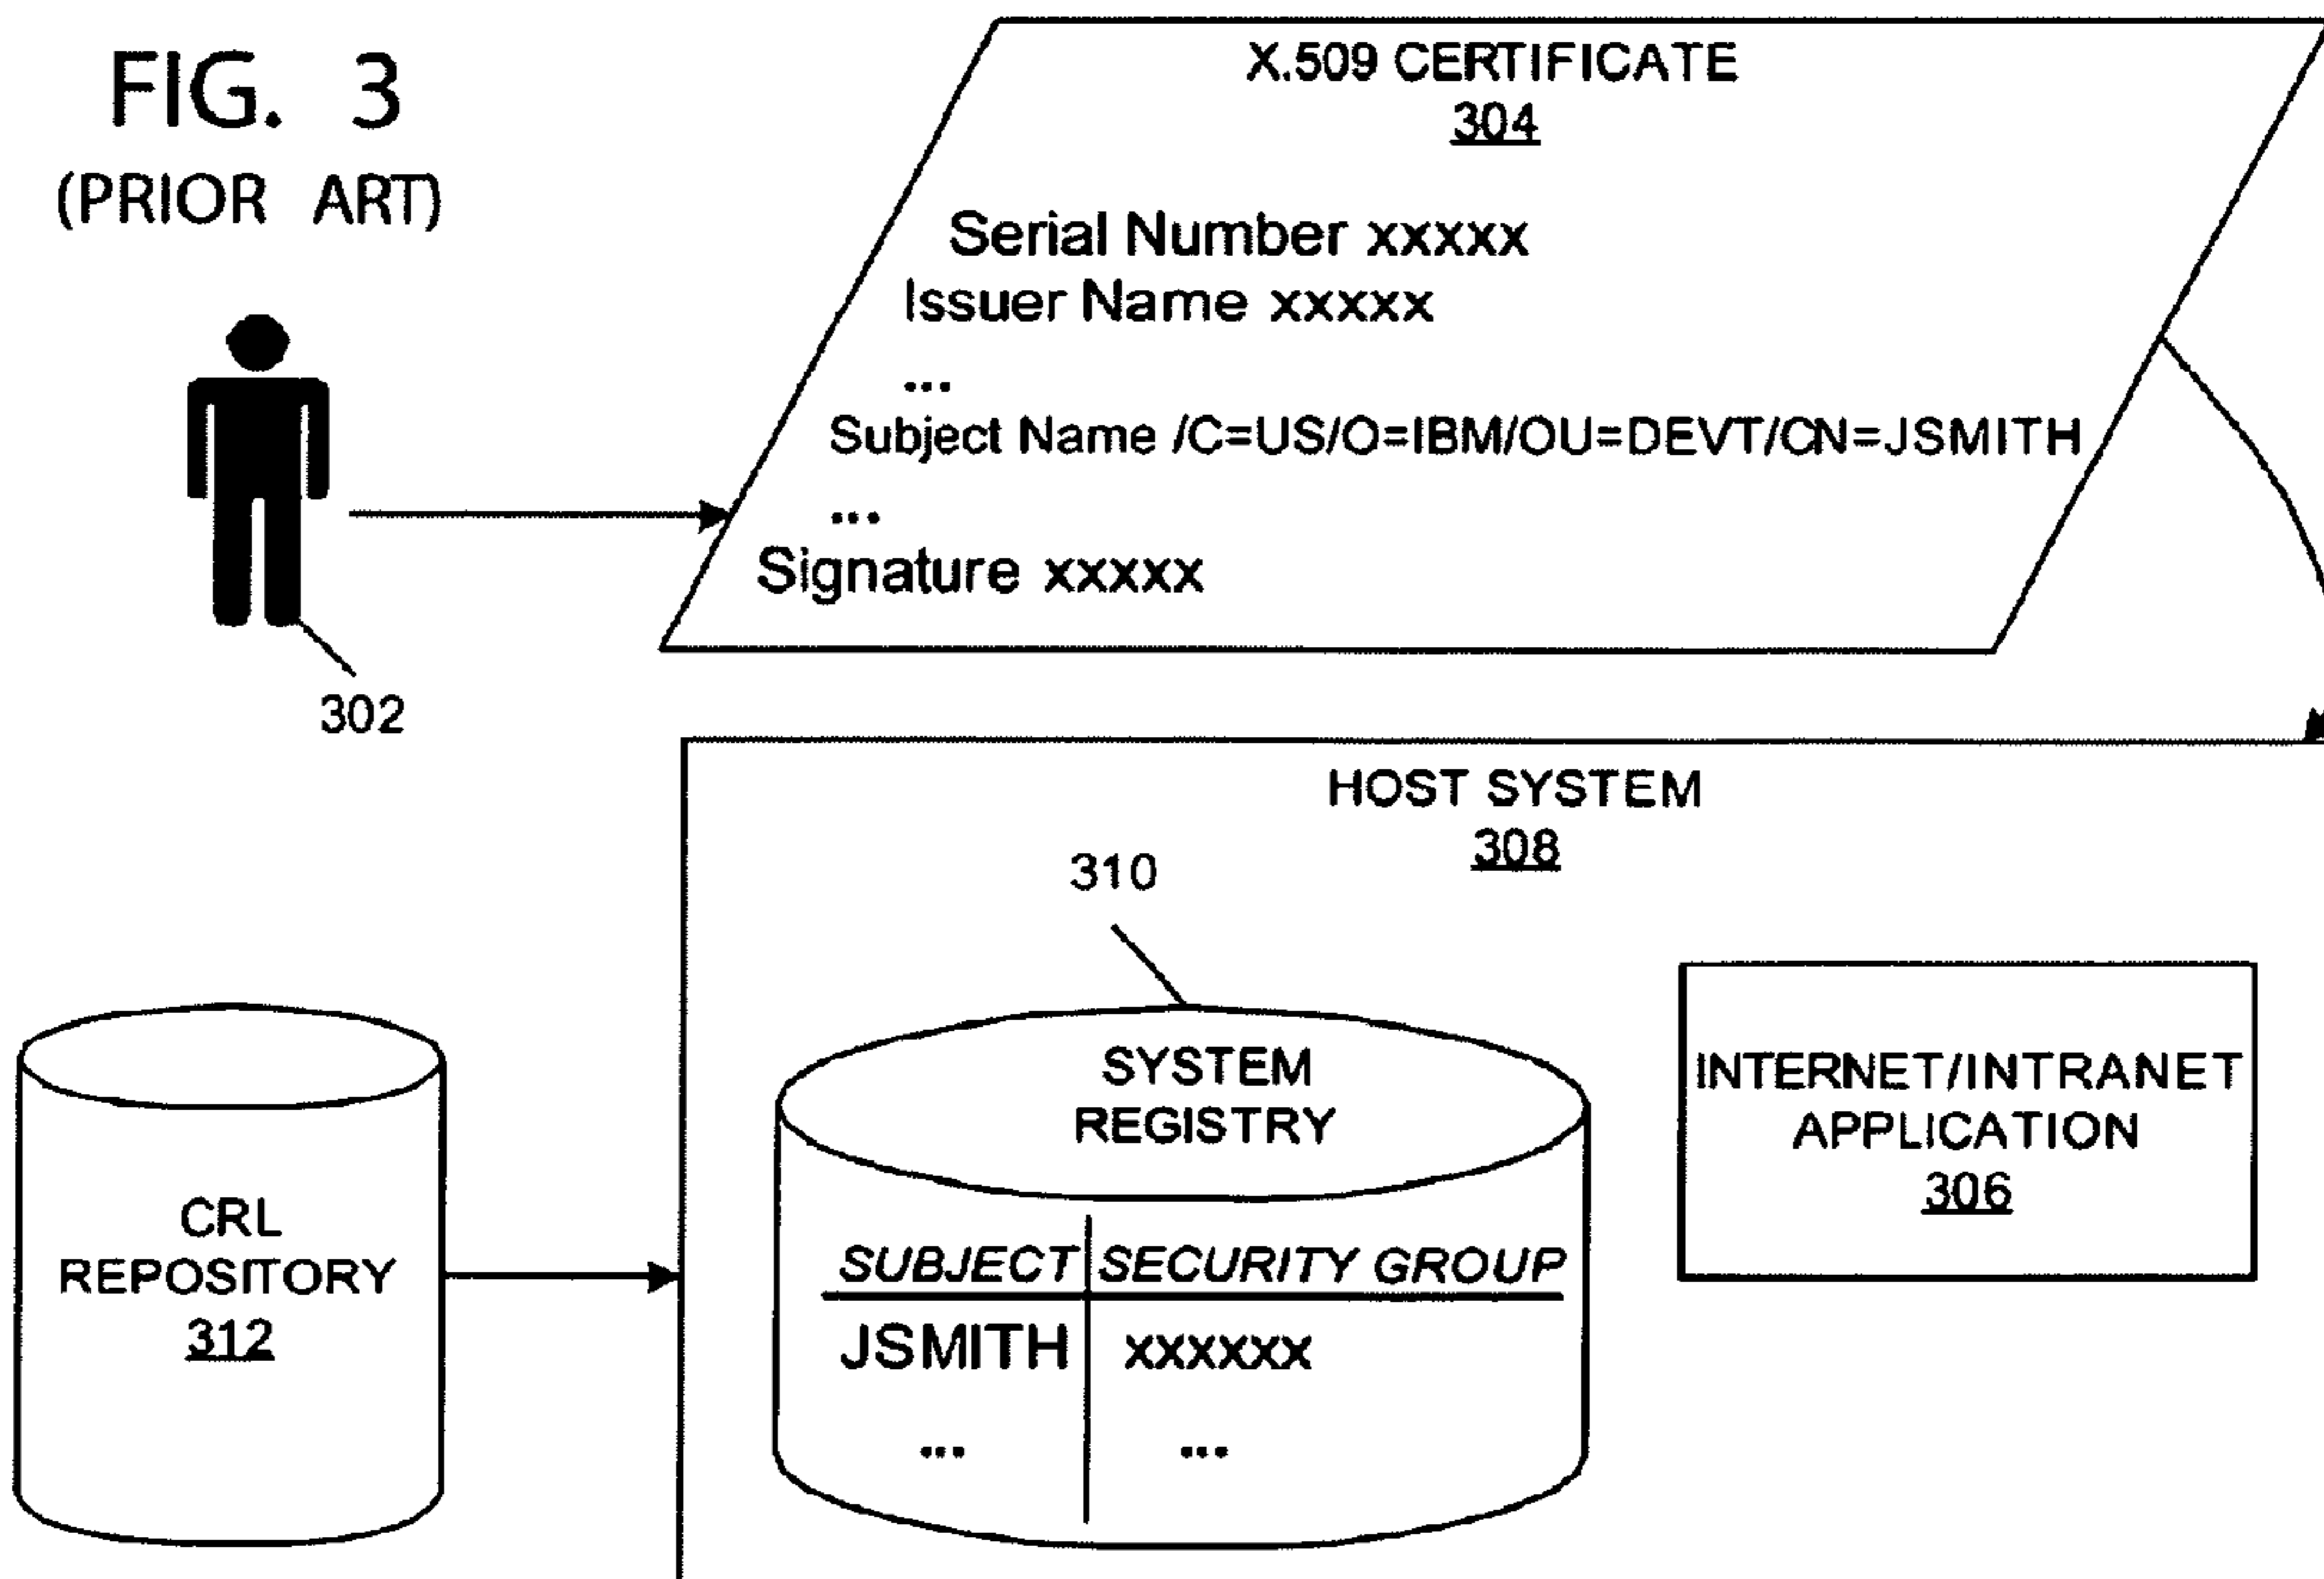 FIG. 3
(PRIOR ART)
X.509 CERTIFICATE
304
Serial Number xxxxx
Issuer Name xxxxx
...
Subject Name /C=US/O=IBM/OU=DEVT/CN=JSMITH
...
Signature xxxxx
302
HOST SYSTEM
308
310
SYSTEM
REGISTRY
SUBJECT SECURITY GROUP
JSMITH xxxxxx
... ...
INTERNET/INTRANET
APPLICATION
306
CRL
REPOSITORY
312